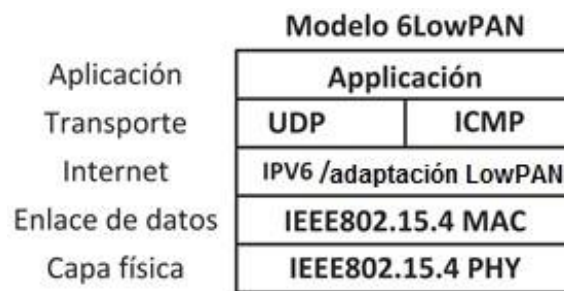 Modelo 6LowPAN
Aplicación Applicación
Transporte UDP ICMP
Internet IPV6 /adaptación LowPAN
Enlace de datos IEEE802.15.4 MAC
Capa física IEEE802.15.4 PHY